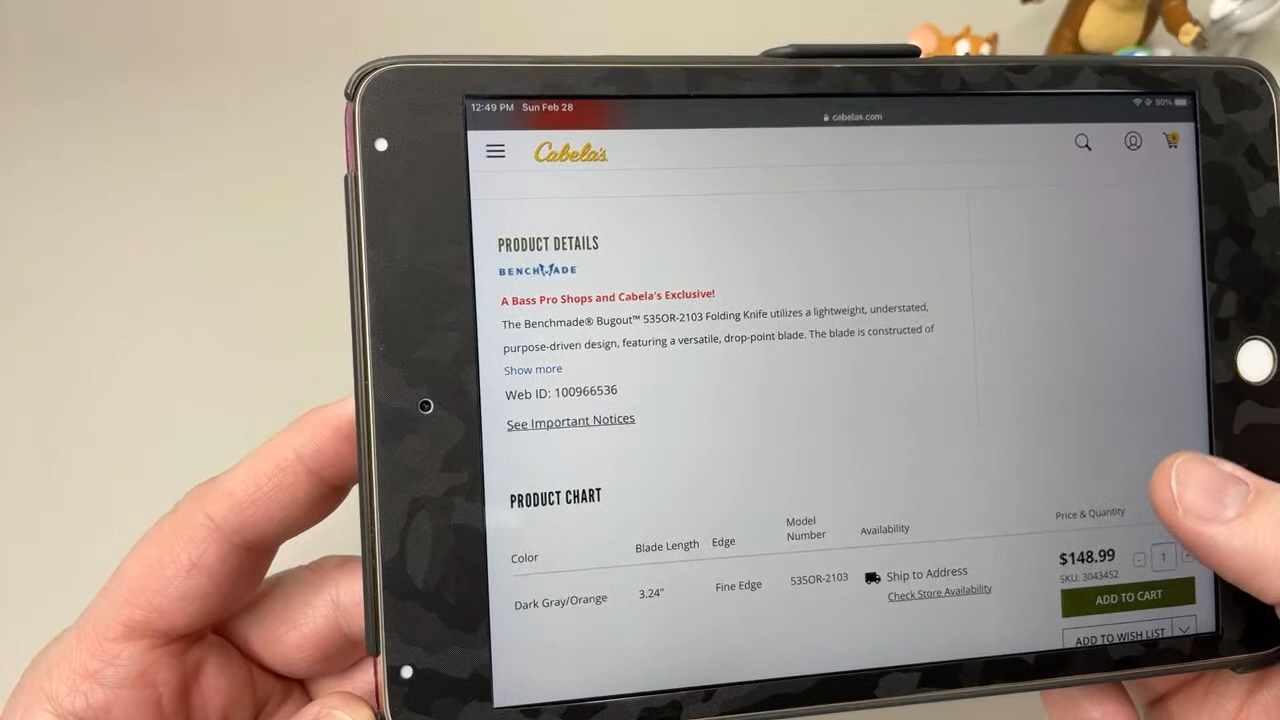 12:49 PM Sun Feb 28
90%
cabelas.com
Cabela's
PRODUCT DETAILS
BENCHMADE
A Bass Pro Shops and Cabela's Exclusive!
The Benchmade® Bugout™ 535OR-2103 Folding Knife utilizes a lightweight, understated,
purpose-driven design, featuring a versatile, drop-point blade. The blade is constructed of
Show more
Web ID: 100966536
See Important Notices
PRODUCT CHART
Color Blade Length Edge Model Number Availability Price & Quantity
Dark Gray/Orange 3.24" Fine Edge 535OR-2103 Ship to Address $148.99 - 1
Check Store Availability SKU: 3043452
ADD TO CART
ADD TO WISH LIST